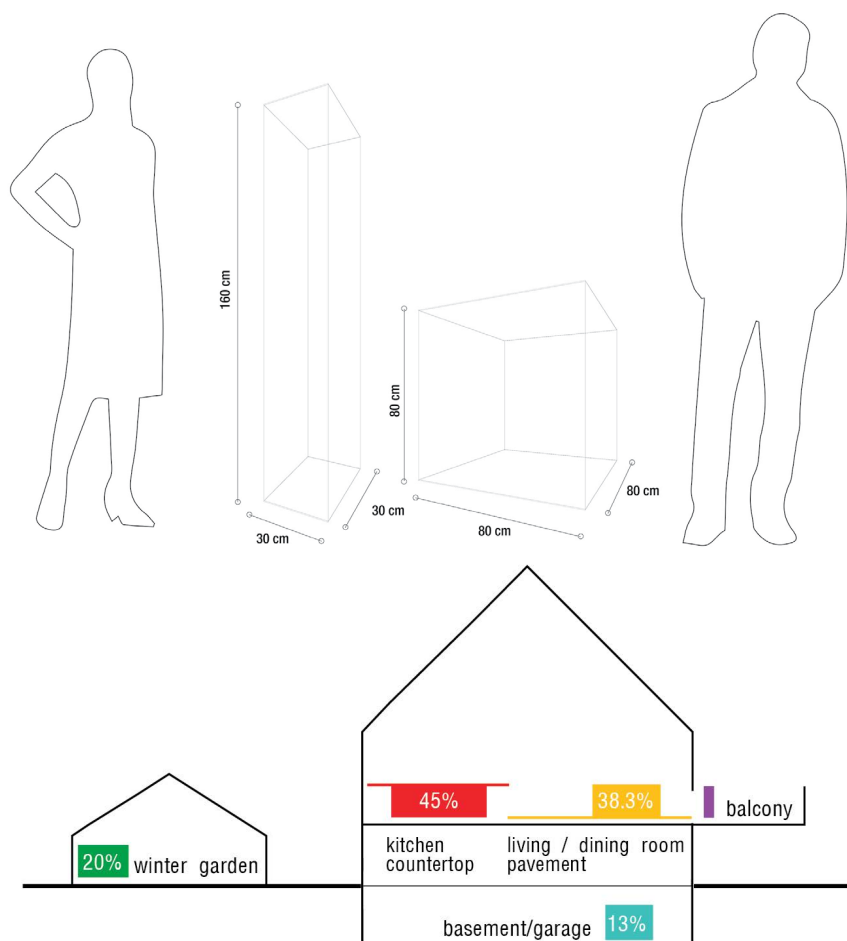 160 cm
30 cm
30 cm
80 cm
80 cm
80 cm
45%
38.3%
balcony
kitchen
countertop
living / dining room
pavement
20%
winter garden
basement/garage
13%